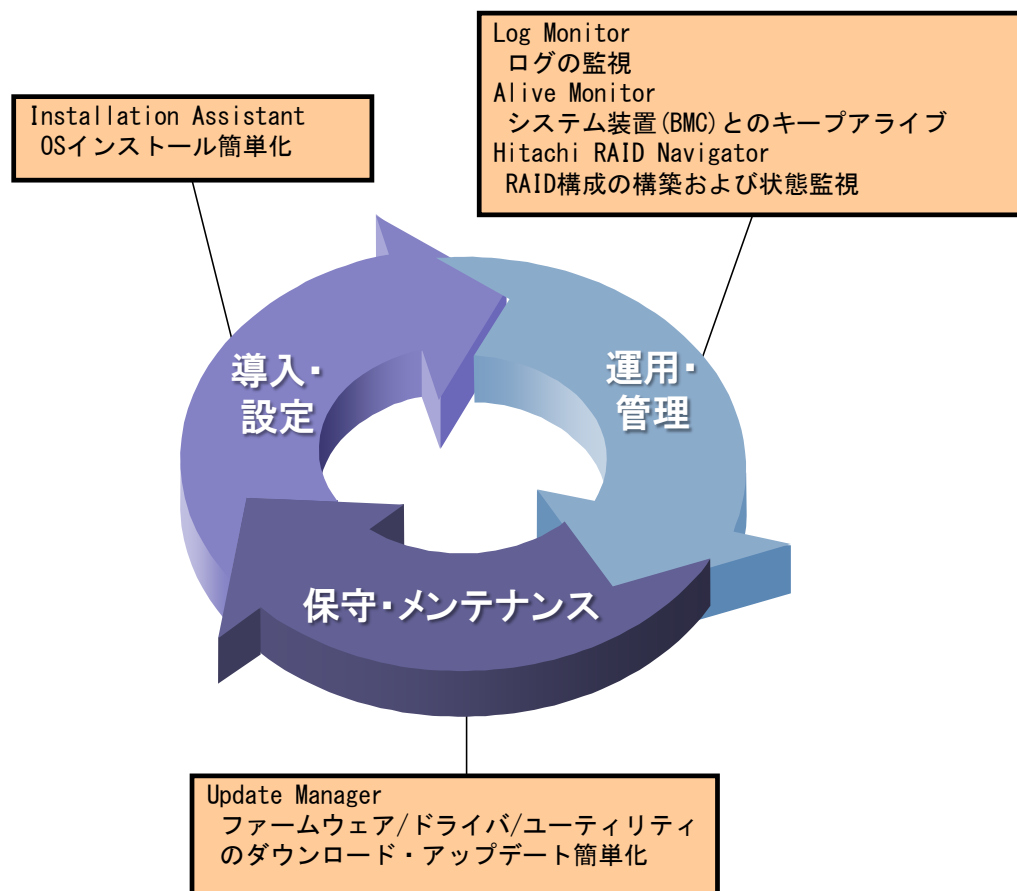 Log Monitor
ログの監視
Alive Monitor
システム装置(BMC)とのキープアライブ
Hitachi RAID Navigator
RAID構成の構築および状態監視
Installation Assistant
OSインストール簡単化
導入・
設定
運用・
管理
保守・メンテナンス
Update Manager
ファームウェア/ドライバ/ユーティリティ
のダウンロード・アップデート簡単化